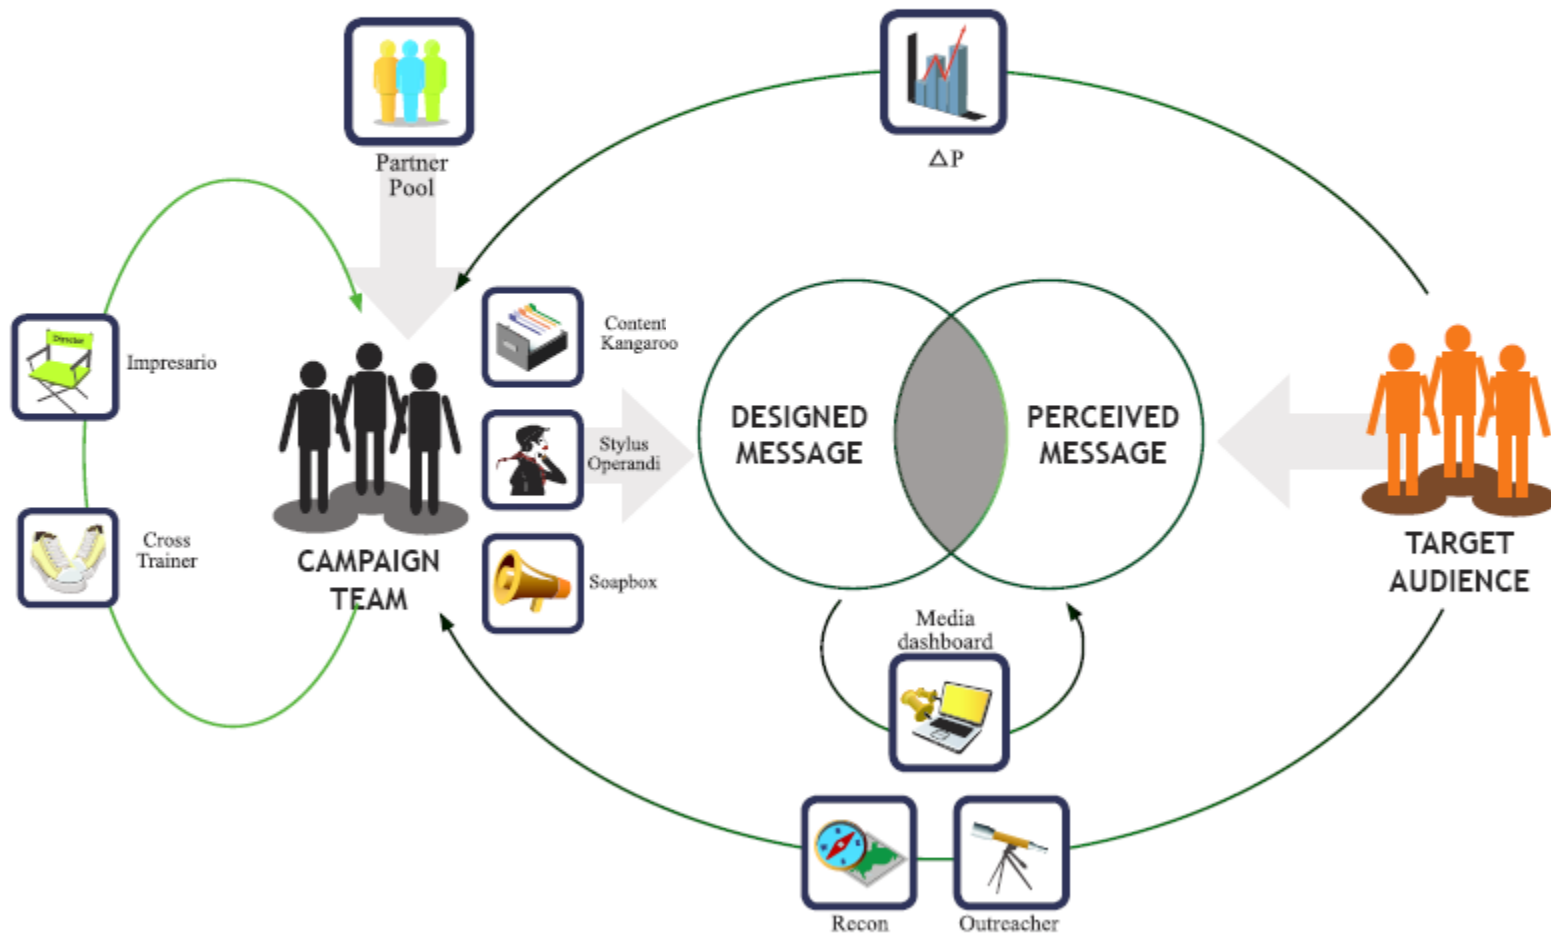 Partner
Pool
△P
Director
Impresario
Cross
Trainer
CAMPAIGN
TEAM
Content
Kangaroo
Stylus
Operandi
Soapbox
DESIGNED
MESSAGE
PERCEIVED
MESSAGE
Media
dashboard
TARGET
AUDIENCE
Recon
Outreacher